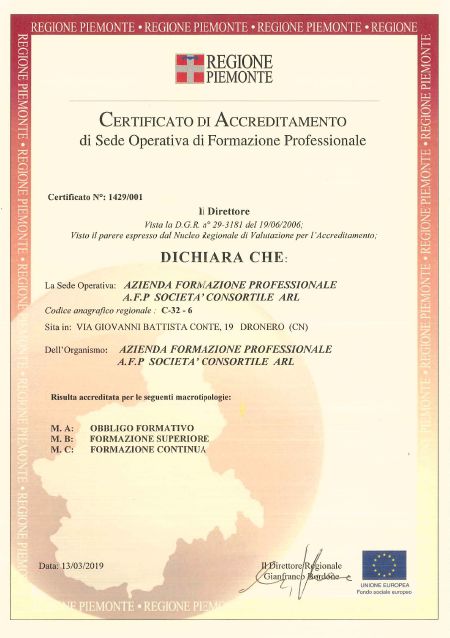 REGIONE PIEMONTE • REGIONE PIEMONTE • REGIONE PIEMONTE • REGIONE PIEMONTE
REGIONE
PIEMONTE
CERTIFICATO DI ACCREDITAMENTO
di Sede Operativa di Formazione Professionale
Certificato N°: 1429/001
Il Direttore
Vista la D.G.R. n° 29-3181 del 19/06/2006;
Visto il parere espresso dal Nucleo Regionale di Valutazione per l'Accreditamento;
DICHIARA CHE:
La Sede Operativa: AZIENDA FORMAZIONE PROFESSIONALE
A.F.P SOCIETA' CONSORTILE ARL
Codice anagrafico regionale : C-32 - 6
Sita in: VIA GIOVANNI BATTISTA CONTE, 19 DRONERO (CN)
Dell'Organismo: AZIENDA FORMAZIONE PROFESSIONALE
A.F.P SOCIETA' CONSORTILE ARL
Risulta accreditata per le seguenti macrotipologie:
M. A: OBBLIGO FORMATIVO
M. B: FORMAZIONE SUPERIORE
M. C: FORMAZIONE CONTINUA
Data: 13/03/2019
Il Direttore Regionale
Gianfranco Bordone
UNIONE EUROPEA
Fondo sociale europeo